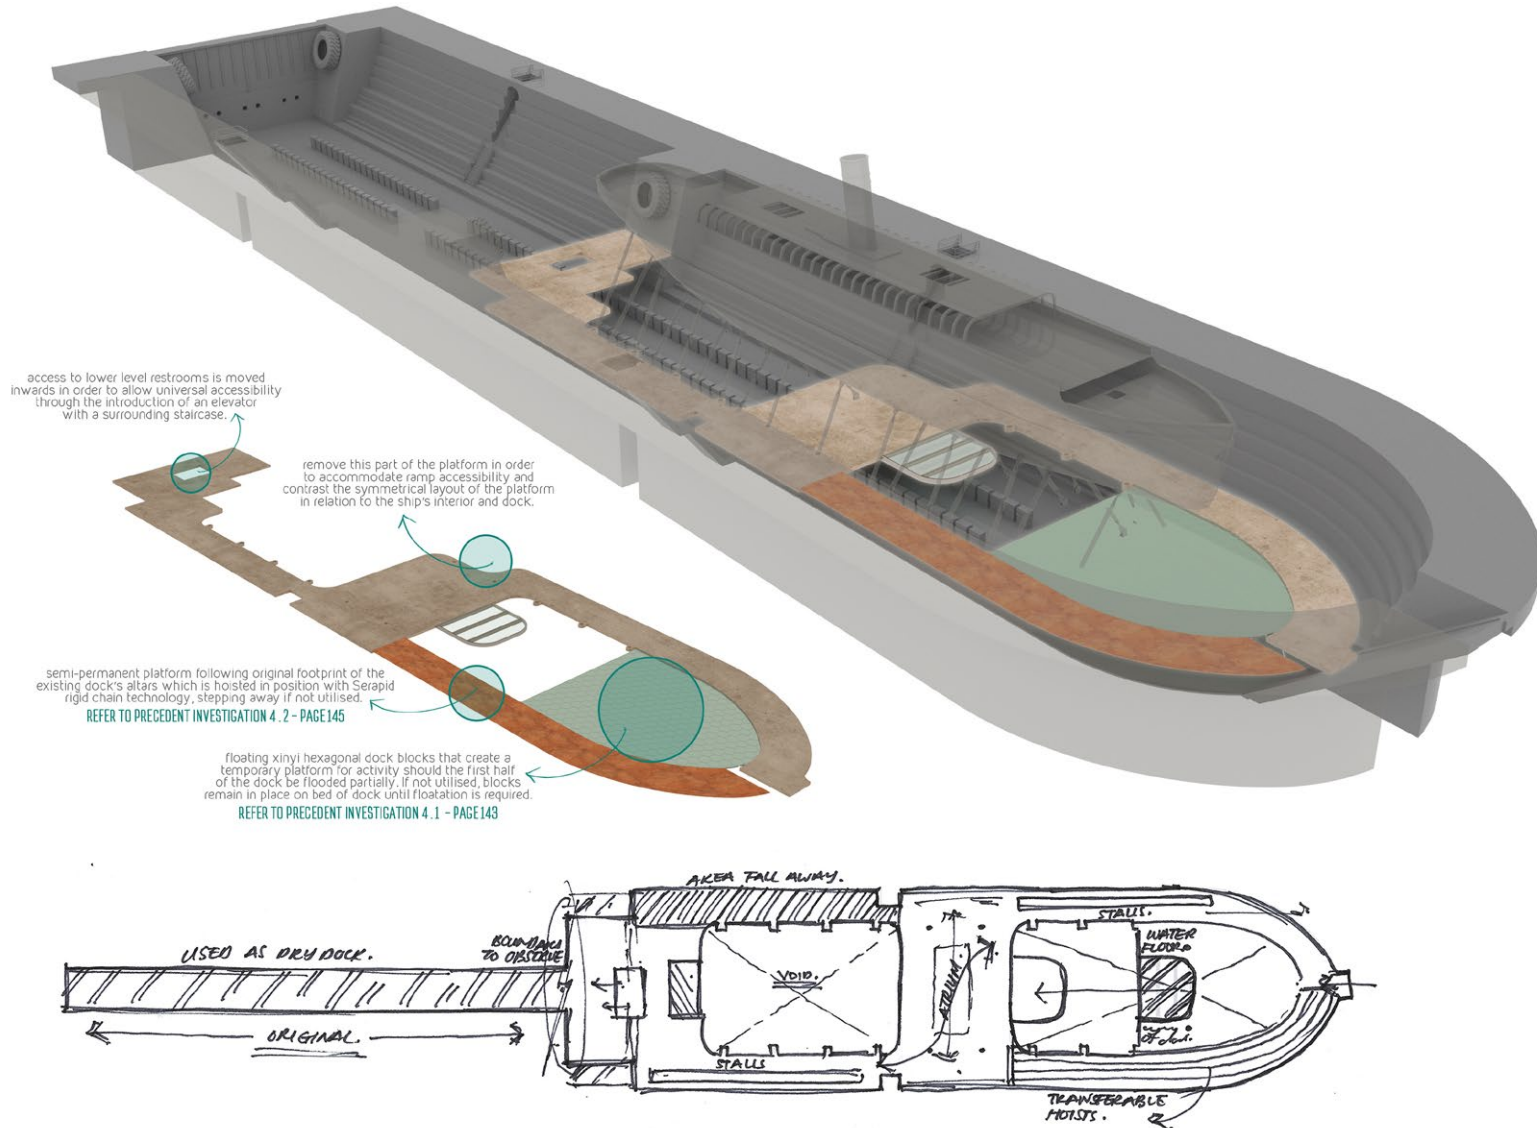 access to lower level restrooms is moved
inwards in order to allow universal accessibility
through the introduction of an elevator
with a surrounding staircase.
remove this part of the platform in order
to accommodate ramp accessibility and
contrast the symmetrical layout of the platform
in relation to the ship's interior and dock.
semi-permanent platform following original footprint of the
existing dock's altars which is hoisted in position with Serapid
rigid chain technology, stepping away if not utilised.
REFER TO PRECEDENT INVESTIGATION 4.2 - PAGE 145
floating xinyi hexagonal dock blocks that create a
temporary platform for activity should the first half
of the dock be flooded partially. If not utilised, blocks
remain in place on bed of dock until floatation is required.
REFER TO PRECEDENT INVESTIGATION 4.1 - PAGE 143
AREA FALL AWAY.
STALLS.
USED AS DRY DOCK.
TO OBSERVE
WATER
VOID.
ATRIUM.
ORIGINAL.
STALLS
TRANSFERABLE
HOISTS.